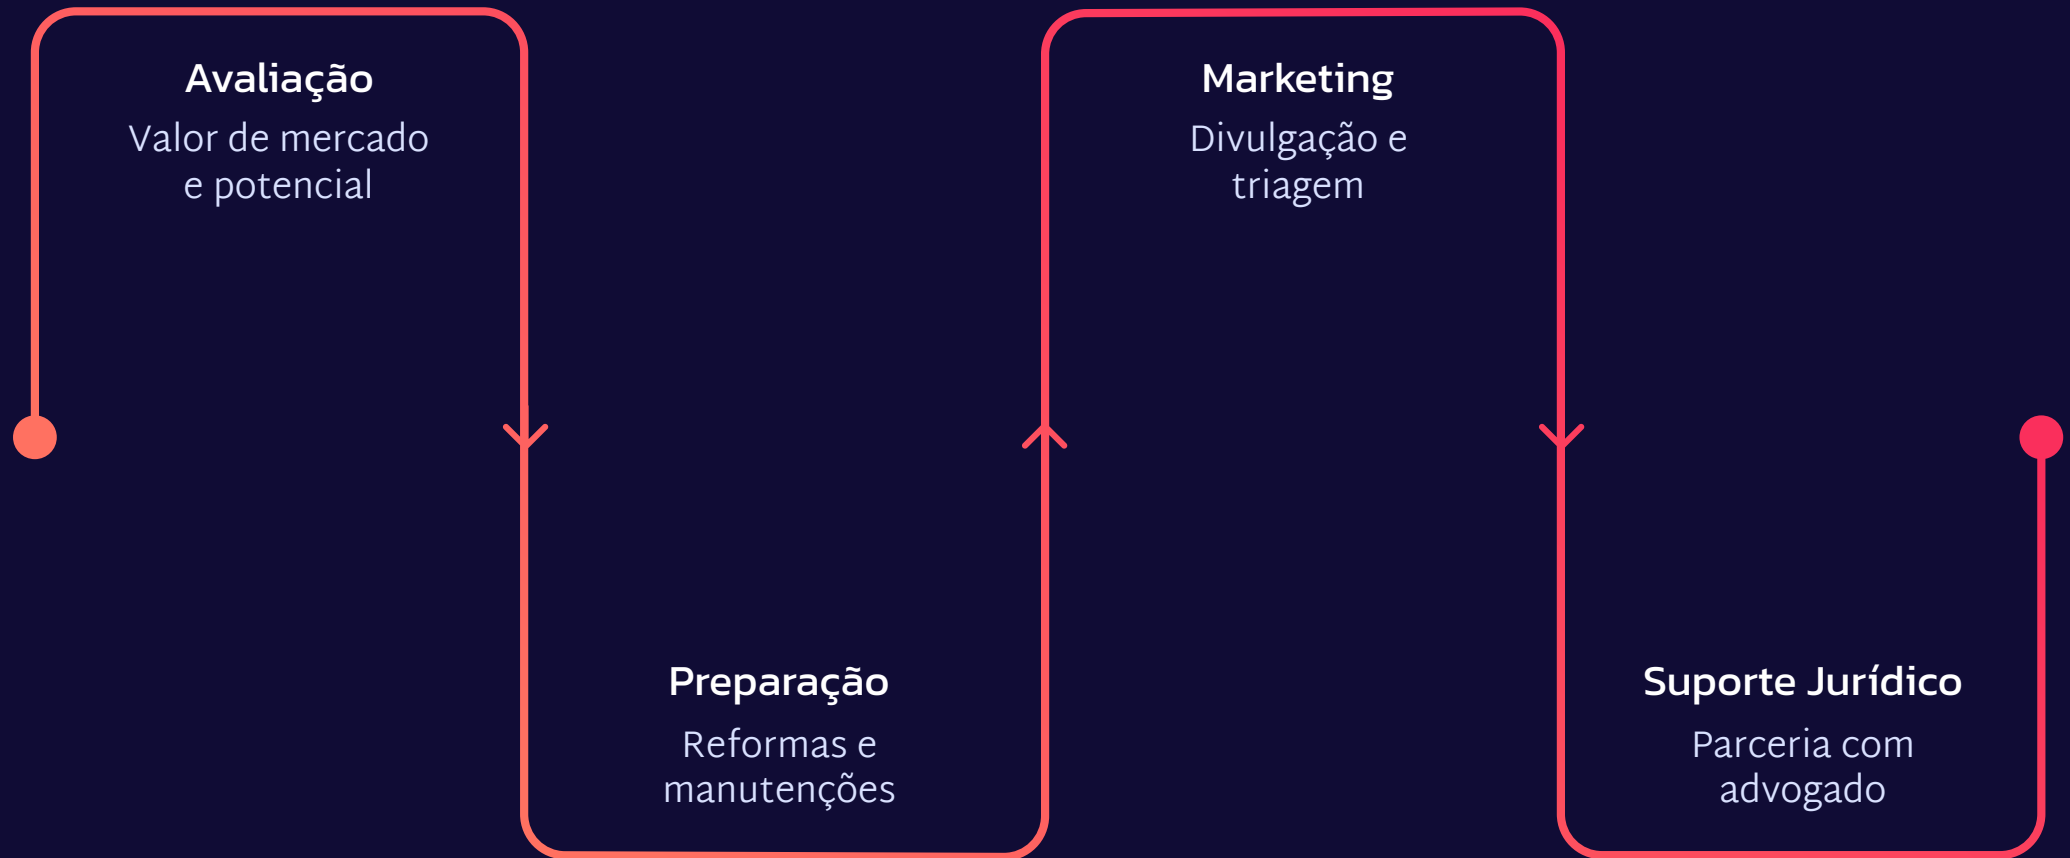 Avaliação
Valor de mercado
e potencial
Preparação
Reformas e
manutenções
Marketing
Divulgação e
triagem
Suporte Jurídico
Parceria com
advogado